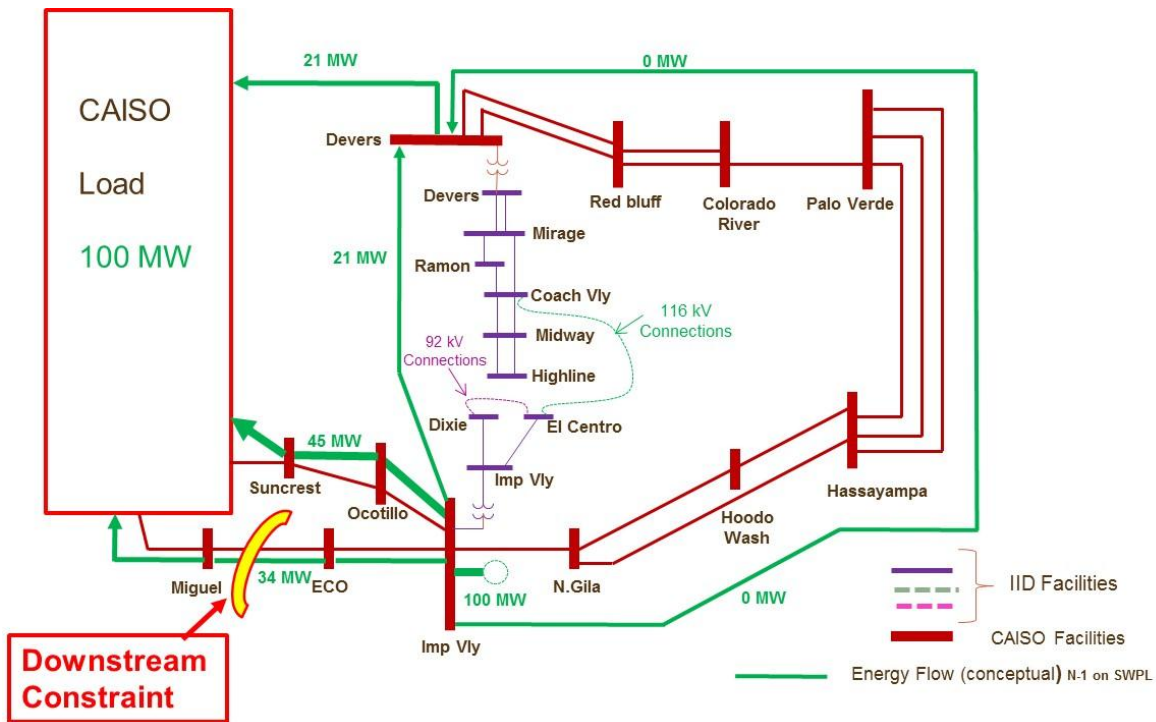 21 MW
0 MW
CAISO
Load
100 MW
Devers
Devers
Red bluff
Colorado
River
Palo Verde
Mirage
Ramon
21 MW
Coach Vly
116 kV
Connections
Midway
92 kV
Connections
Highline
Dixie
El Centro
45 MW
Suncrest
Imp Vly
Hassayampa
Ocotillo
Hoodo
Wash
Miguel
34 MW
ECO
100 MW
N.Gila
0 MW
IID Facilities
Imp Vly
CAISO Facilities
Downstream
Constraint
Energy Flow (conceptual) N-1 on SWPL